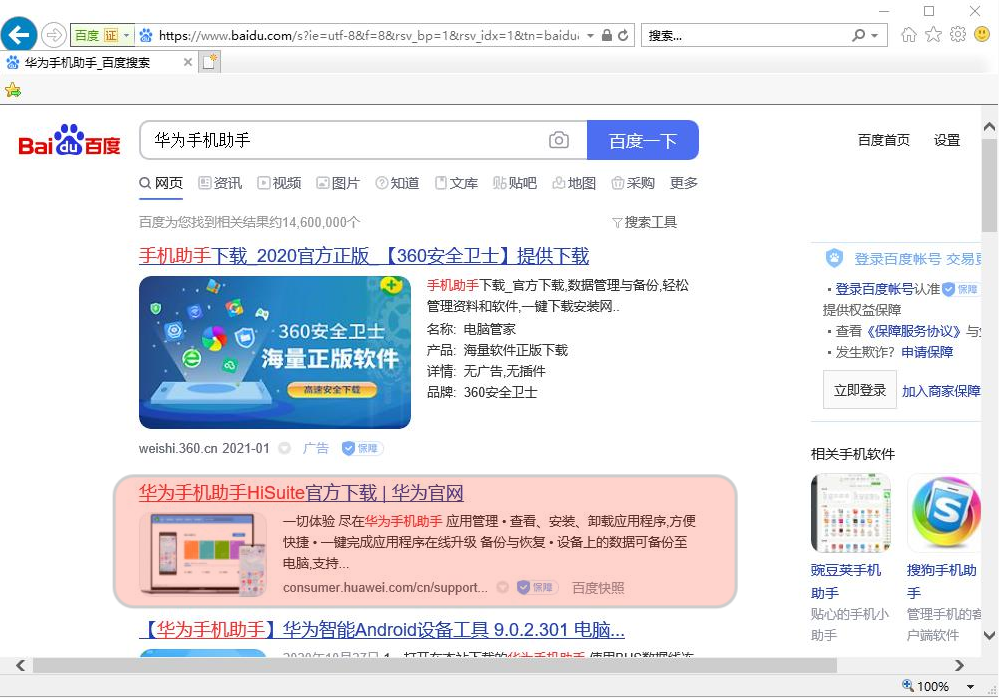 百度 证 https://www.baidu.com/s?ie=utf-8&f=8&rsv_bp=1&rsv_idx=1&tn=baidu 搜索...
华为手机助手_百度搜索
Bai du 百度 华为手机助手 百度一下 百度首页 设置
网页 资讯 视频 图片 知道 文库 贴吧 地图 采购 更多
百度为您找到相关结果约14,600,000个 搜索工具
手机助手下载_2020官方正版_【360安全卫士】提供下载
360安全卫士
海量正版软件
高速安全下载
手机助手下载_官方下载,数据管理与备份,轻松
管理资料和软件,一键下载安装网..
名称: 电脑管家
产品: 海量软件正版下载
详情: 无广告,无插件
品牌: 360安全卫士
weishi.360.cn 2021-01 广告 保障
华为手机助手HiSuite官方下载 | 华为官网
一切体验 尽在华为手机助手 应用管理 • 查看、安装、卸载应用程序,方便
快捷 • 一键完成应用程序在线升级 备份与恢复 • 设备上的数据可备份至
电脑,支持...
consumer.huawei.com/cn/support... 保障 百度快照
【华为手机助手】华为智能Android设备工具 9.0.2.301 电脑...
2020年10月27日 1、打开在本站下载的华为手机助手,使用BUS数据线连
登录百度帐号 交易
· 登录百度帐号认准 保障
提供权益保障
· 查看《保障服务协议》与
· 发生欺诈? 申请保障
立即登录 加入商家保障
相关手机软件
豌豆荚手机
助手
贴心的手机小
助手
搜狗手机助
手
管理手机的客
户端软件
100%